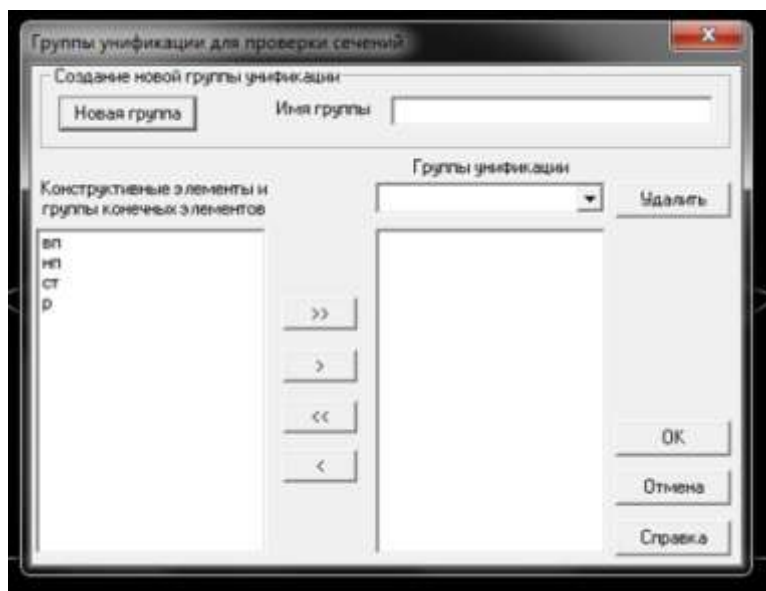 Группы унификации для проверки сечений
Создание новой группы унификации
Новая группа
Имя группы
Группы унификации
Конструктивные элементы и
группы конечных элементов
Удалить
вп
нп
ст
р
>>
>
<<
<
OK
Отмена
Справка